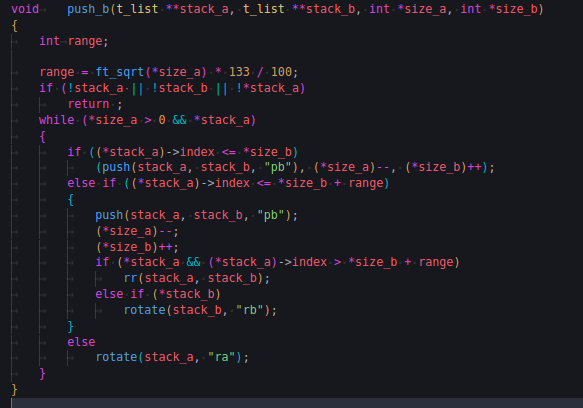 void	push_b(t_list **stack_a, t_list **stack_b, int *size_a, int *size_b)
{
	int	range;

	range = ft_sqrt(*size_a) * 133 / 100;
	if (!stack_a || !stack_b || !*stack_a)
		return ;
	while (*size_a > 0 && *stack_a)
	{
		if ((*stack_a)->index <= *size_b)
			(push(stack_a, stack_b, "pb"), (*size_a)--, (*size_b)++);
		else if ((*stack_a)->index <= *size_b + range)
		{
			push(stack_a, stack_b, "pb");
			(*size_a)--;
			(*size_b)++;
			if (*stack_a && (*stack_a)->index > *size_b + range)
				rr(stack_a, stack_b);
			else if (*stack_b)
				rotate(stack_b, "rb");
		}
		else
			rotate(stack_a, "ra");
	}
}